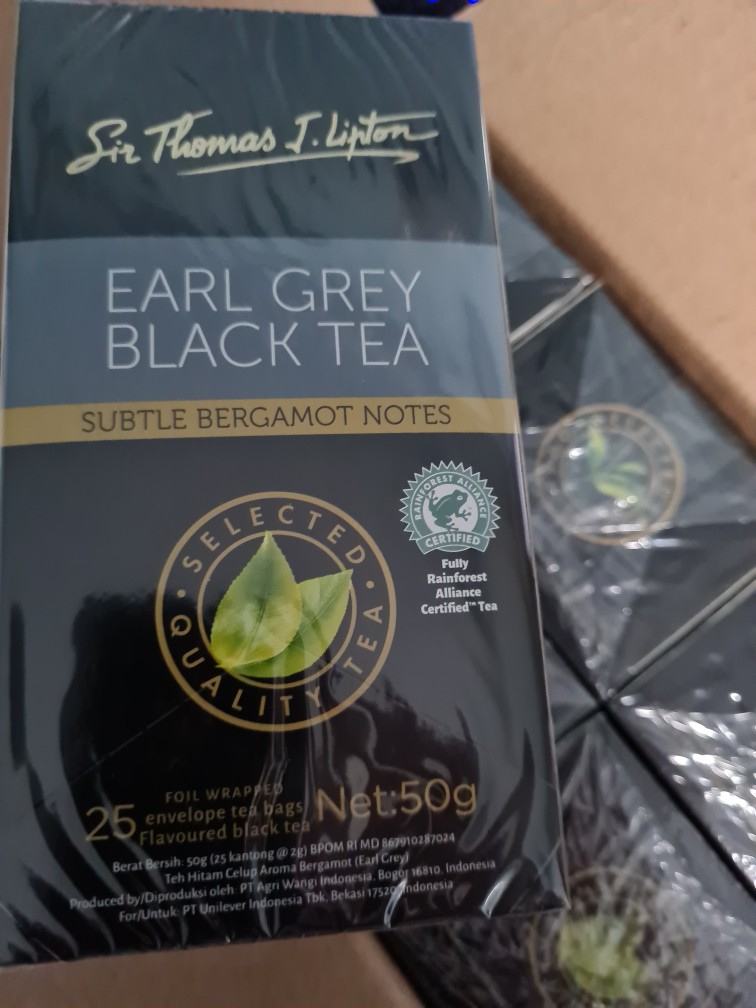 Sir Thomas J. Lipton
EARL GREY
BLACK TEA
SUBTLE BERGAMOT NOTES
RAINFOREST ALLIANCE
CERTIFIED
Fully
Rainforest
Alliance
Certified™ Tea
SELECTED
QUALITY TEA
FOIL WRAPPED
25 envelope tea bags
Flavoured black tea
Net:50g
Berat Bersih: 50g (25 kantong @ 2g) BPOM RI MD 867910287024
Teh Hitam Celup Aroma Bergamot (Earl Grey)
Produced by/Diproduksi oleh: PT Agri Wangi Indonesia, Bogor 16810, Indonesia
For/Untuk: PT Unilever Indonesia Tbk. Bekasi 17520, Indonesia